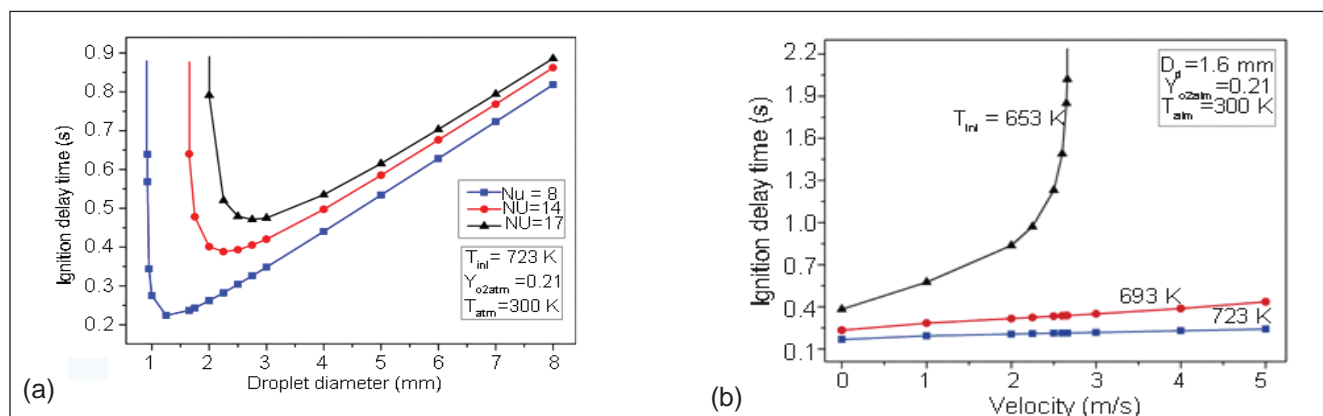 Ignition delay time (s)
0.9
0.8
0.7
0.6
0.5
0.4
0.3
0.2
Nu = 8
NU=14
NU=17
Tinl = 723 K
Yo2atm=0.21
Tatm=300 K
1 2 3 4 5 6 7 8
Droplet diameter (mm)
(a)
Ignition delay time (s)
2.2
1.9
1.6
1.3
1.0
0.7
0.4
0.1
Tinl = 653 K
Dd=1.6 mm
Yo2atm=0.21
Tatm=300 K
693 K
723 K
0 1 2 3 4 5
Velocity (m/s)
(b)